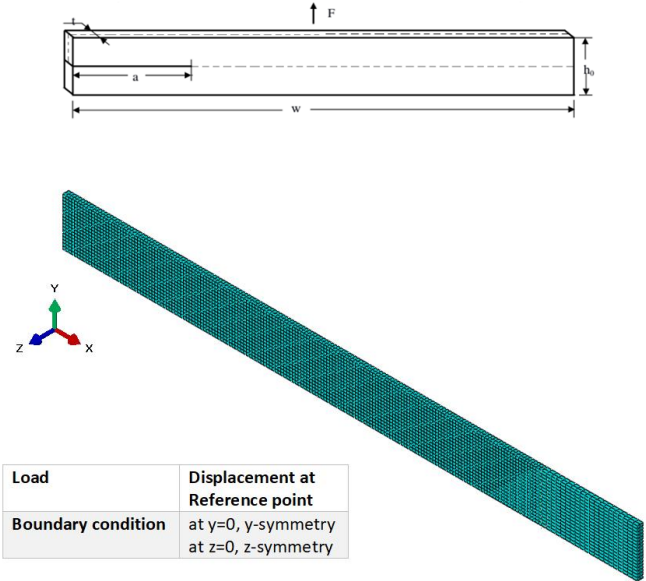 F
t
a
h₀
w
Y
Z
X
Load
Displacement at
Reference point
Boundary condition
at y=0, y-symmetry
at z=0, z-symmetry